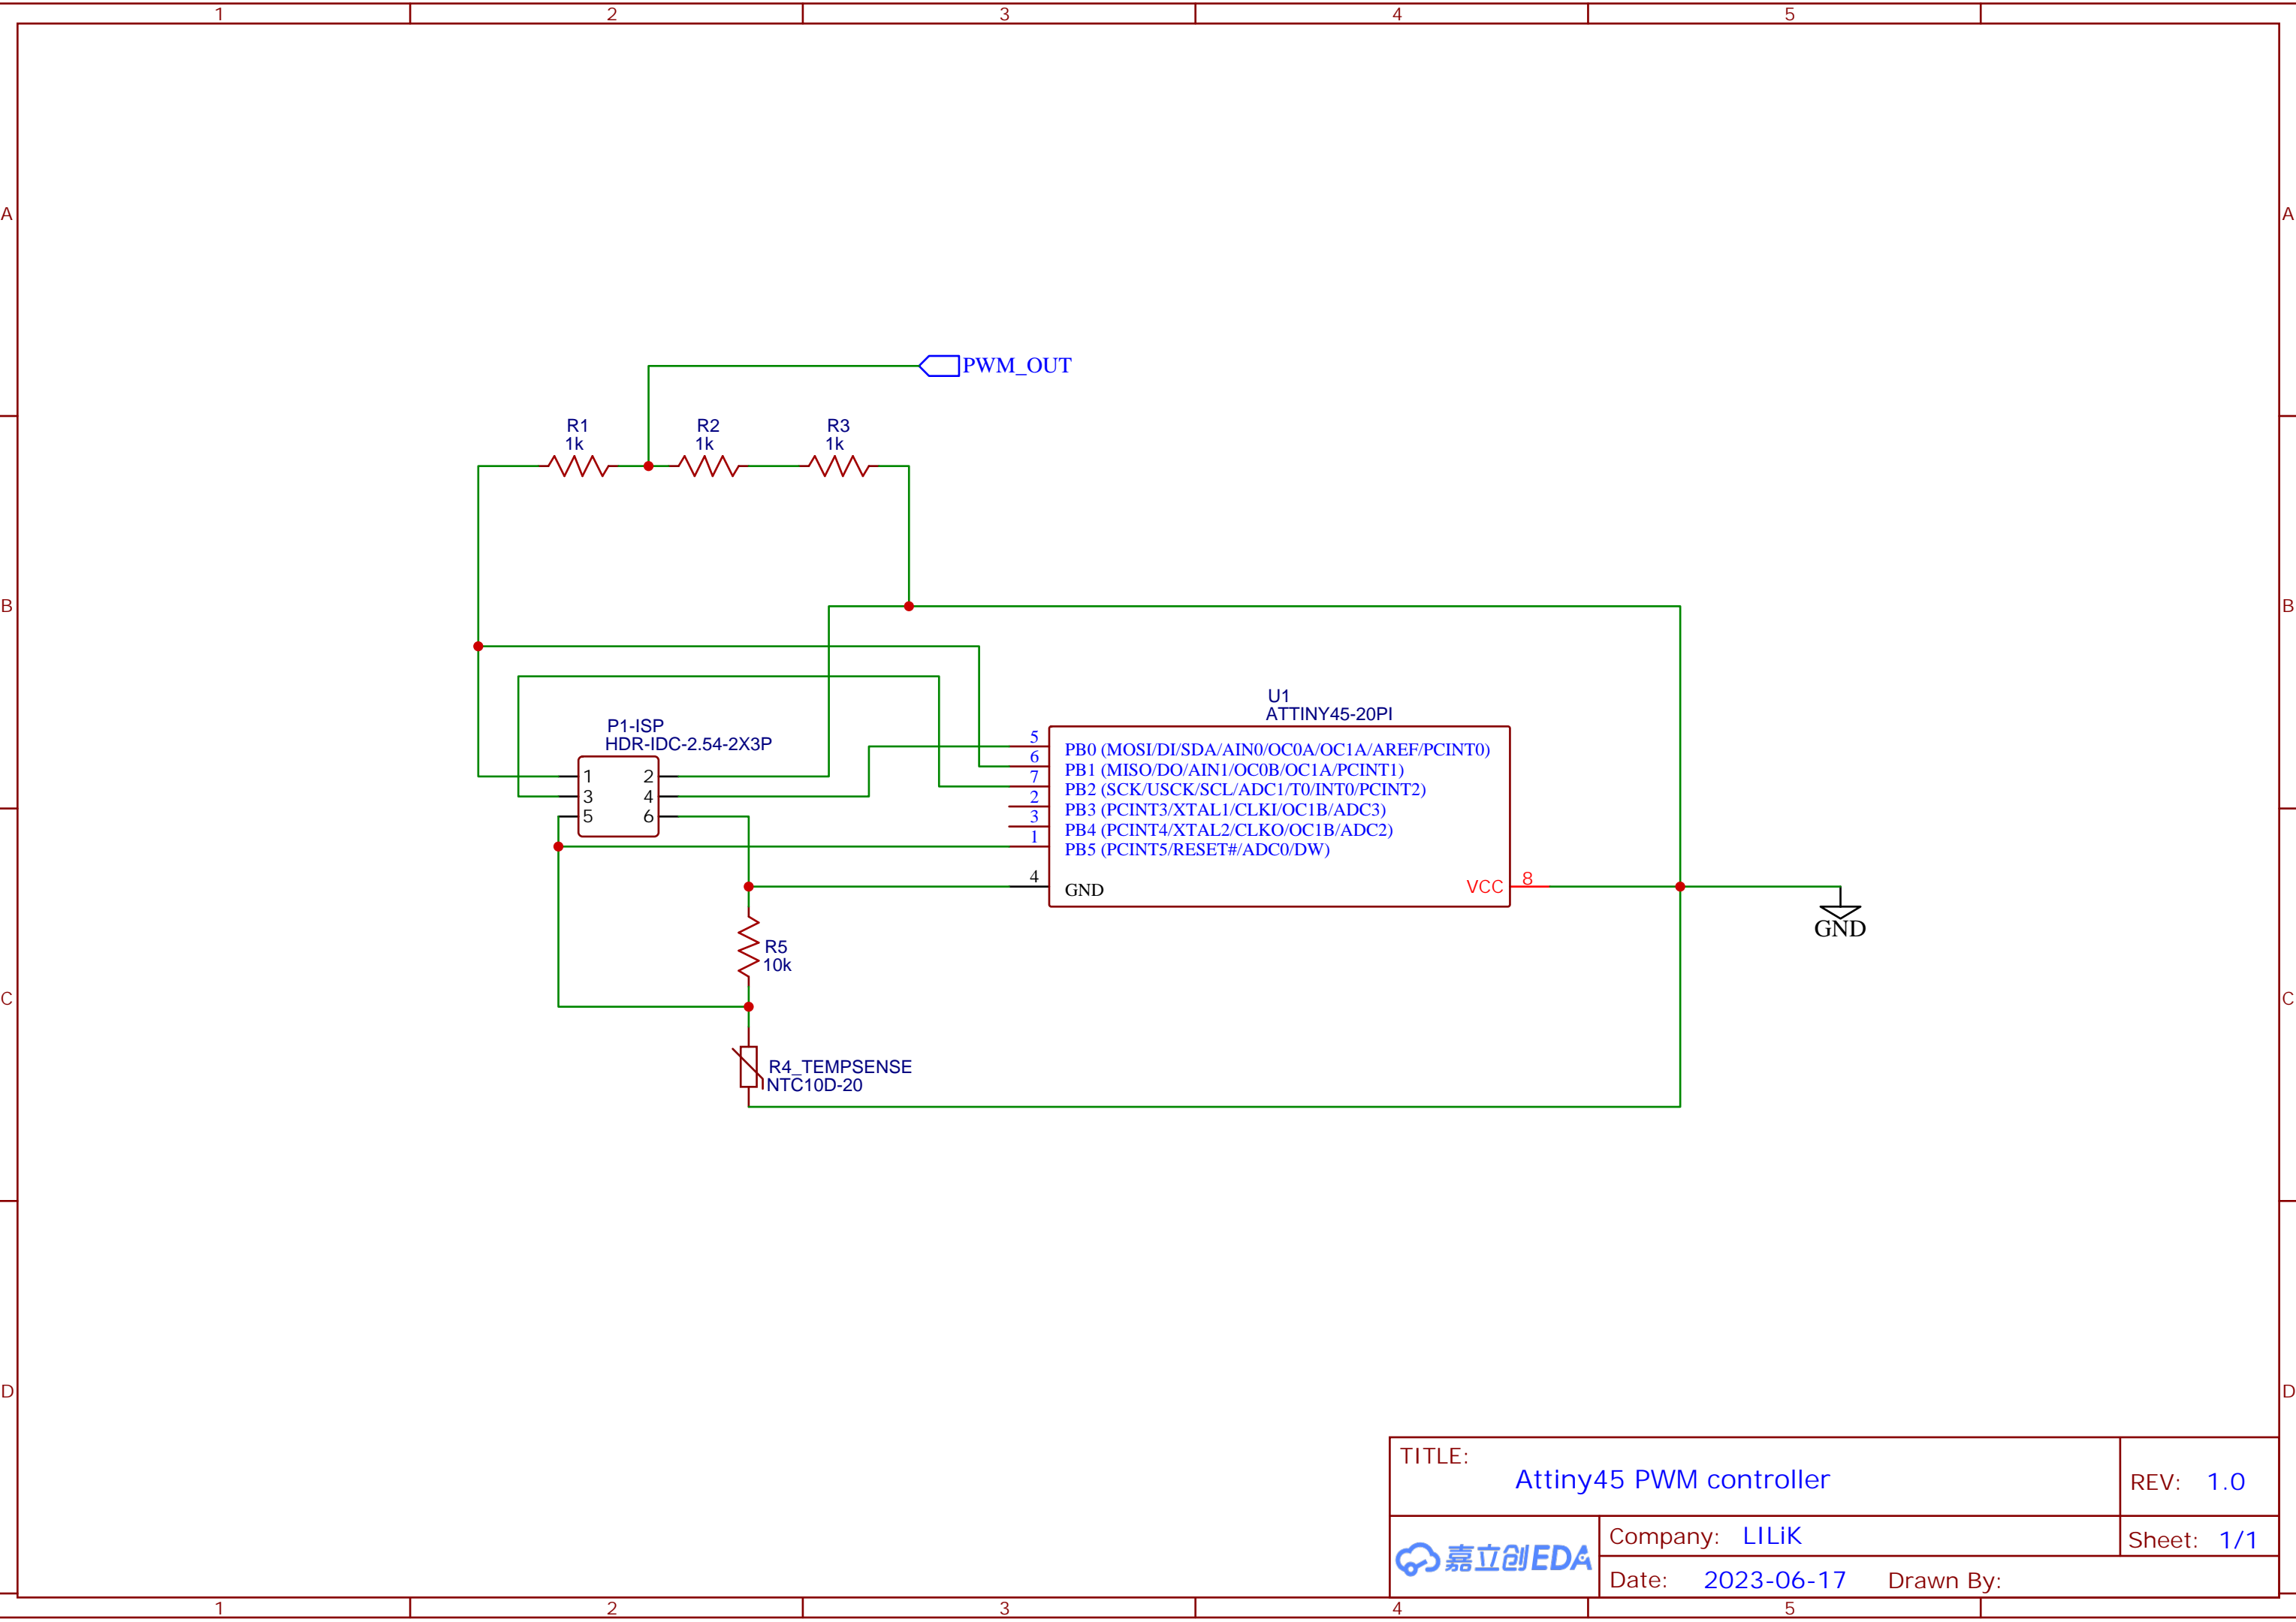 1 2 3 4 5
A A
PWM_OUT
R1 R2 R3
1k 1k 1k
B B
U1
ATTINY45-20PI
P1-ISP
HDR-IDC-2.54-2X3P
1 2
3 4
5 6
5 PB0 (MOSI/DI/SDA/AIN0/OC0A/OC1A/AREF/PCINT0)
6 PB1 (MISO/DO/AIN1/OC0B/OC1A/PCINT1)
7 PB2 (SCK/USCK/SCL/ADC1/T0/INT0/PCINT2)
2 PB3 (PCINT3/XTAL1/CLKI/OC1B/ADC3)
3 PB4 (PCINT4/XTAL2/CLKO/OC1B/ADC2)
1 PB5 (PCINT5/RESET#/ADC0/DW)
4 GND VCC 8
GND
R5
10k
C C
R4_TEMPSENSE
NTC10D-20
D D
TITLE:
Attiny45 PWM controller
REV: 1.0
嘉立创EDA
Company: LILiK
Sheet: 1/1
Date: 2023-06-17 Drawn By:
1 2 3 4 5